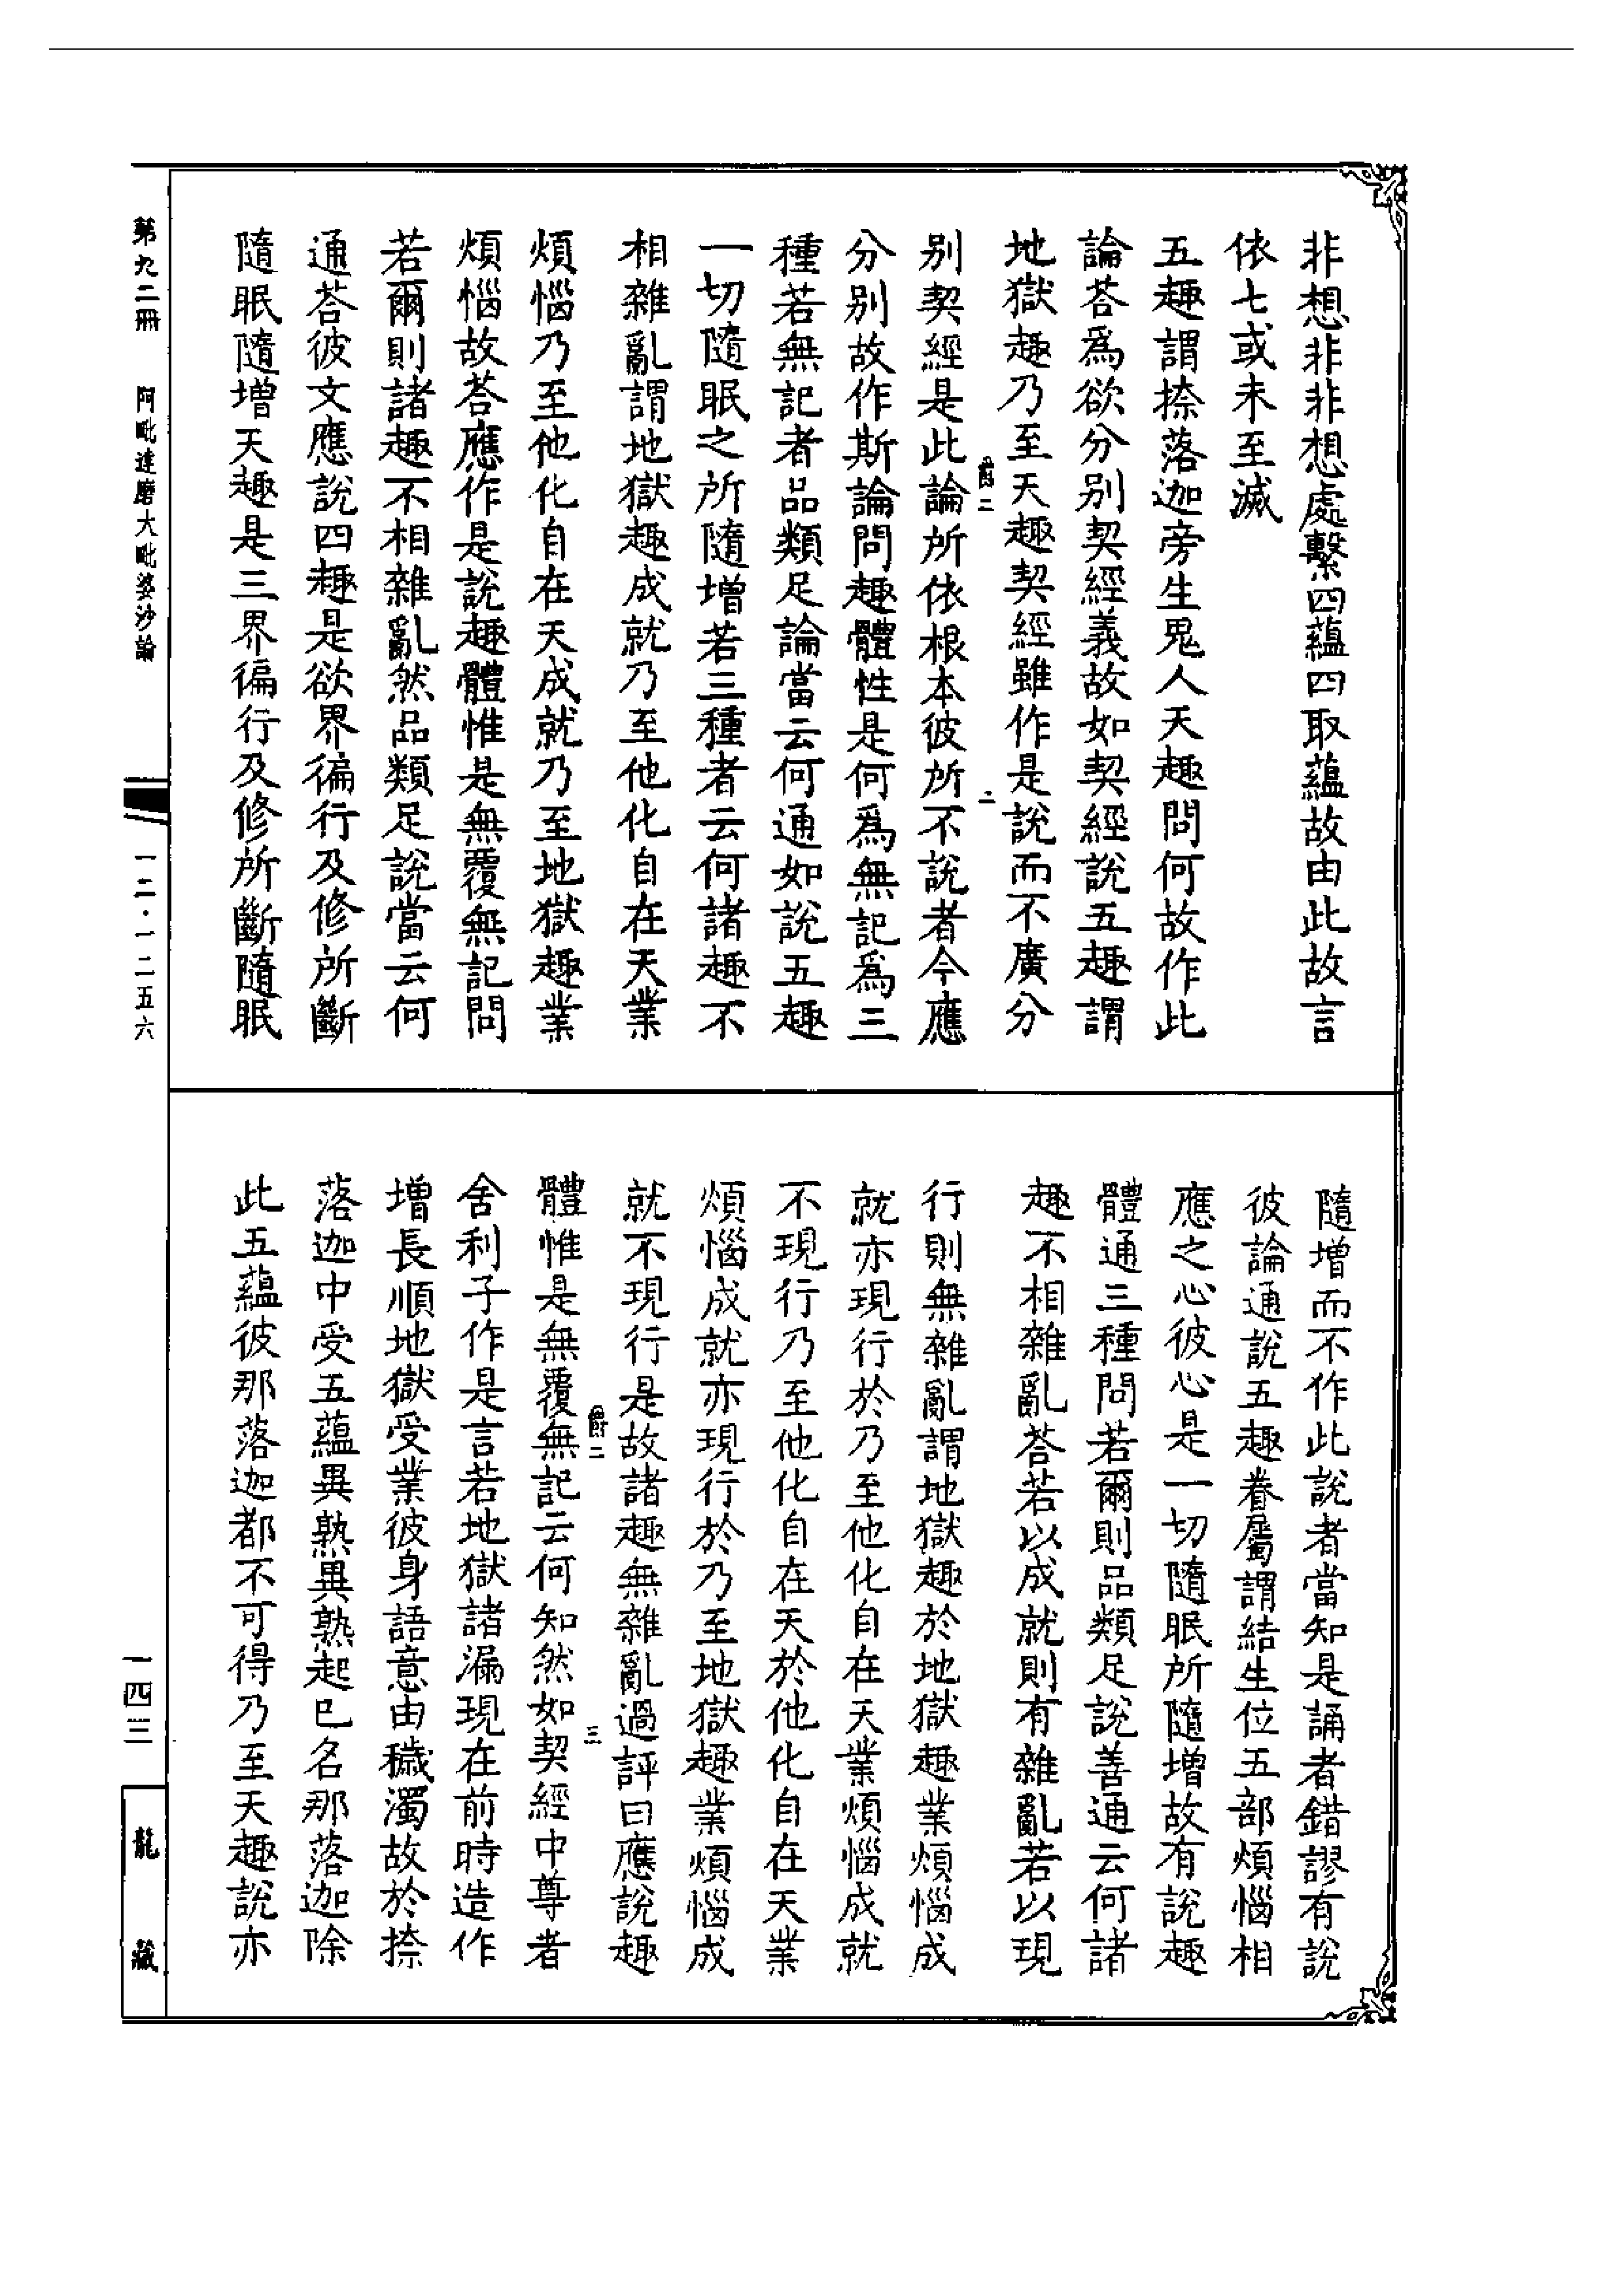 非想非非想處繫四蘊四取蘊故由此故言
依七或未至滅
五趣謂捺落迦旁生鬼人天趣問何故作此
論荅為欲分別契經義故如契經說五趣謂
地獄趣乃至天趣契經雖作是說而不廣分
別契經是此論所依根本彼所不說者今應
分別故作斯論問趣體性是何為無記為三
種若無記者品類足論當云何通如說五趣
一切隨眠之所隨增若三種者云何諸趣不
相雜亂謂地獄趣成就乃至他化自在天業
煩惱乃至他化自在天成就乃至地獄趣業
煩惱故荅應作是說趣體惟是無覆無記問
若爾則諸趣不相雜亂然品類足說當云何
通荅彼文應說四趣是欲界徧行及修所斷
隨眠隨增天趣是三界徧行及修所斷隨眠
隨增而不作此說者當知是誦者錯謬有說
彼論通說五趣眷屬謂結生位五部煩惱相
應之心彼心是一切隨眠所隨增故有說趣
體通三種問若爾則品類足說善通云何諸
趣不相雜亂荅若以成就則有雜亂若以現
行則無雜亂謂地獄趣於地獄趣業煩惱成
就亦現行於乃至他化自在天業煩惱成就
不現行乃至他化自在天於他化自在天業
煩惱成就亦現行於乃至地獄趣業煩惱成
就不現行是故諸趣無雜亂過評曰應說趣
體惟是無覆無記云何知然如契經中尊者
舍利子作是言若地獄諸漏現在前時造作
增長順地獄受業彼身語意由穢濁故於捺
落迦中受五蘊異熟異熟起已名那落迦除
此五蘊彼那落迦都不可得乃至天趣說亦
第九二冊 阿毗達磨大毗婆沙論
一二·一二五六
一四三
龍藏